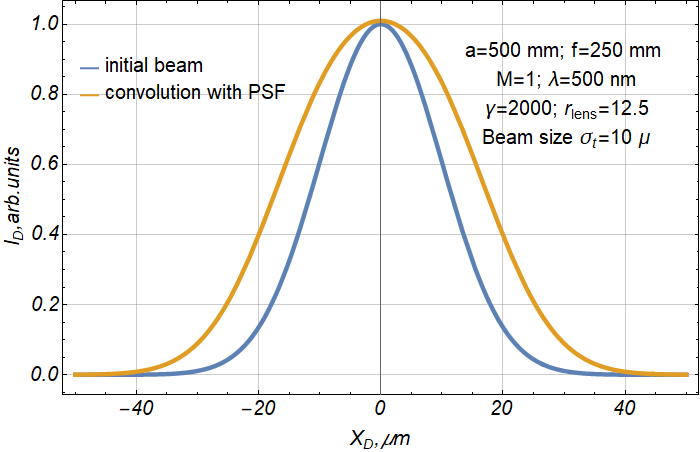 a=500 mm; f=250 mm
M=1; λ=500 nm
γ=2000; r_lens=12.5
Beam size σ_t=10 μ
initial beam
convolution with PSF
1.0
0.8
0.6
0.4
0.2
0.0
I_D,arb.units
−40 −20 0 20 40
X_D,μm